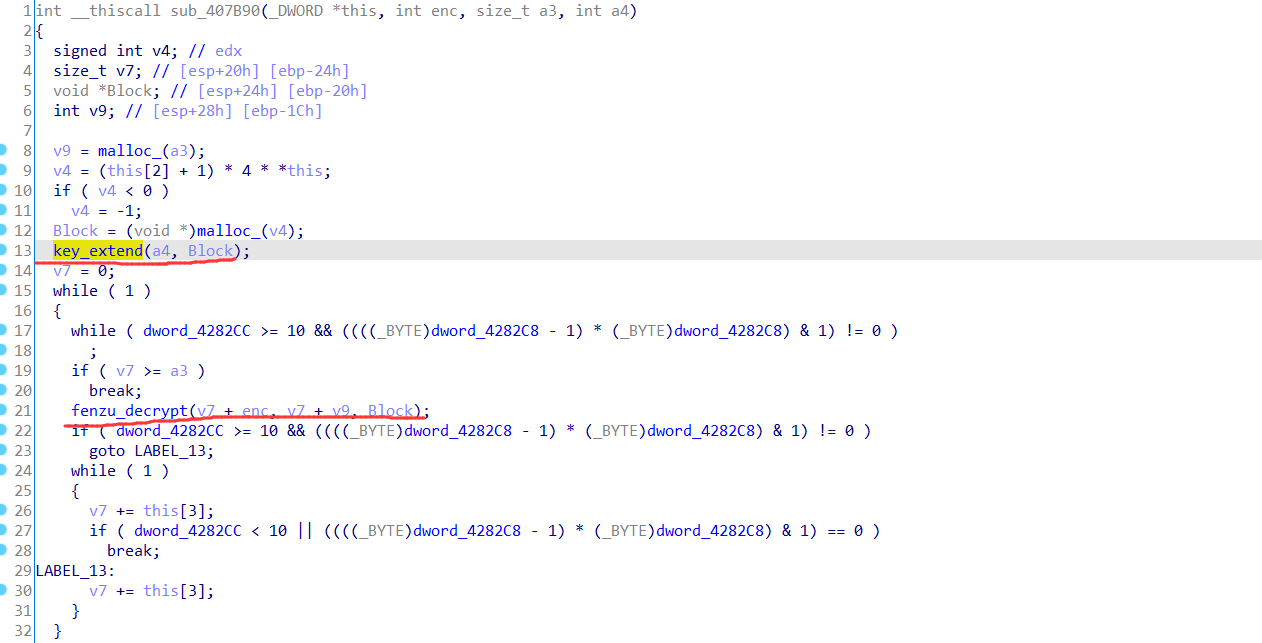 1 int __thiscall sub_407B90(_DWORD *this, int enc, size_t a3, int a4)
2 {
3 signed int v4; // edx
4 size_t v7; // [esp+20h] [ebp-24h]
5 void *Block; // [esp+24h] [ebp-20h]
6 int v9; // [esp+28h] [ebp-1Ch]
7
8 v9 = malloc_(a3);
9 v4 = (this[2] + 1) * 4 * *this;
10 if ( v4 < 0 )
11 v4 = -1;
12 Block = (void *)malloc_(v4);
13 key_extend(a4, Block);
14 v7 = 0;
15 while ( 1 )
16 {
17 while ( dword_4282CC >= 10 && ((((_BYTE)dword_4282C8 - 1) * (_BYTE)dword_4282C8) & 1) != 0 )
18 ;
19 if ( v7 >= a3 )
20 break;
21 fenzu_decrypt(v7 + enc, v7 + v9, Block);
22 if ( dword_4282CC >= 10 && ((((_BYTE)dword_4282C8 - 1) * (_BYTE)dword_4282C8) & 1) != 0 )
23 goto LABEL_13;
24 while ( 1 )
25 {
26 v7 += this[3];
27 if ( dword_4282CC < 10 || ((((_BYTE)dword_4282C8 - 1) * (_BYTE)dword_4282C8) & 1) == 0 )
28 break;
29 LABEL_13:
30 v7 += this[3];
31 }
32 }